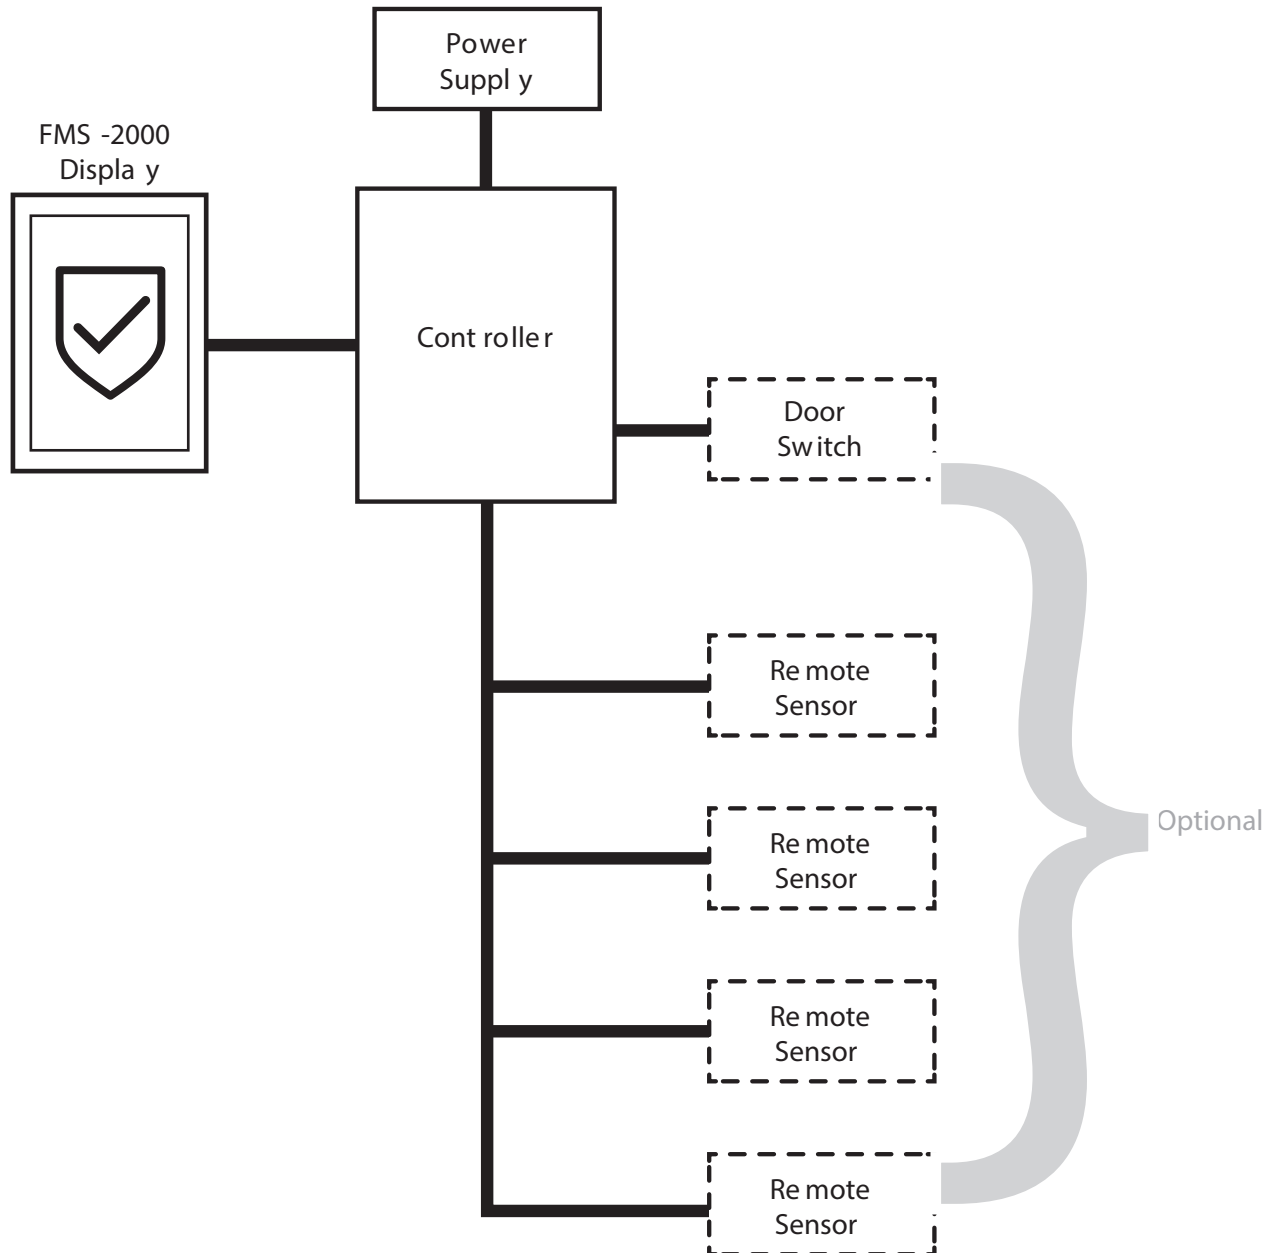 Power
Supply
FMS -2000
Display
Controller
Door
Switch
Remote
Sensor
Remote
Sensor
Optional
Remote
Sensor
Remote
Sensor